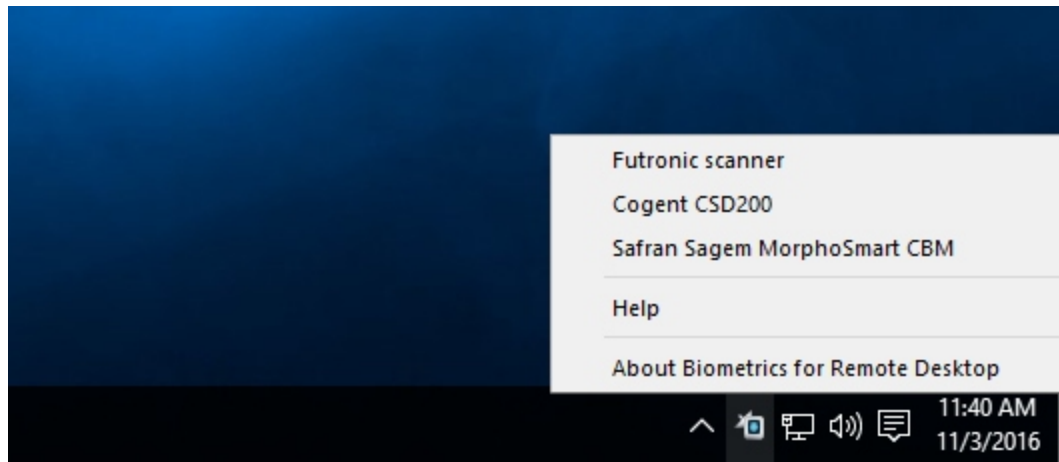 Futronic scanner
Cogent CSD200
Safran Sagem MorphoSmart CBM
Help
About Biometrics for Remote Desktop
11:40 AM
11/3/2016